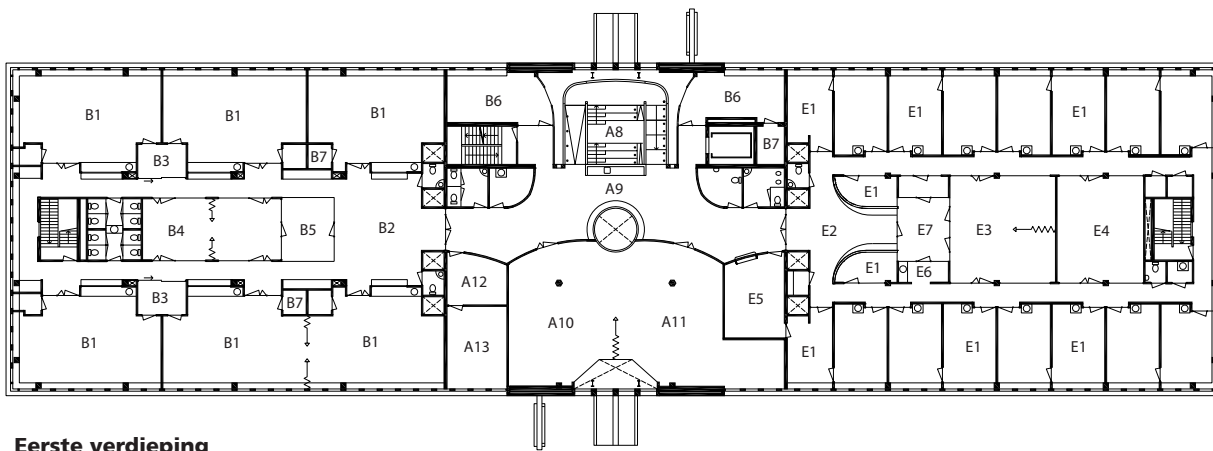 B1 B1 B1 B6 A8 B6 E1 E1 E1
B3 B7 B7
A9 E1
B4 B5 B2 E2 E7 E3 E4
A12 E1 E6
B3 B7 E5
B1 B1 B1 A13 A10 A11 E1 E1 E1
Eerste verdieping